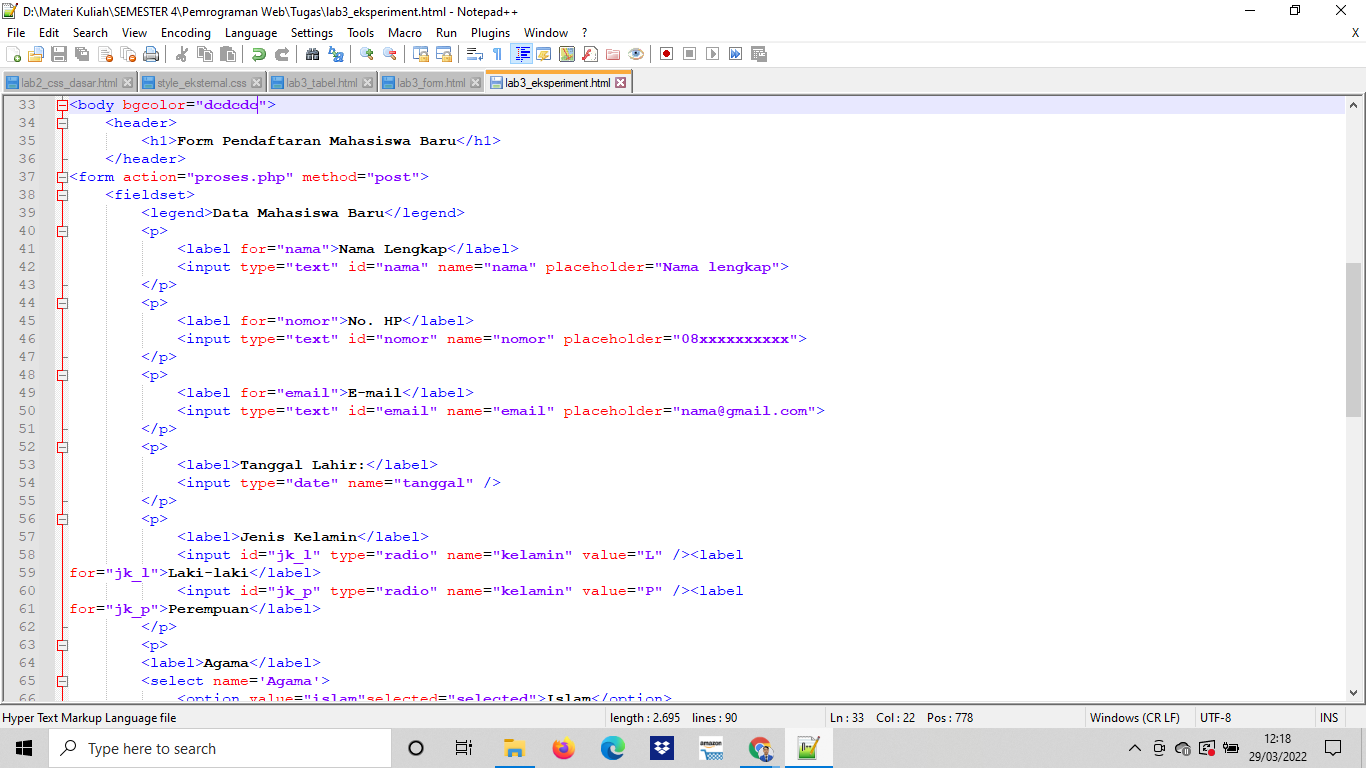 D:\Materi Kuliah\SEMESTER 4\Pemrograman Web\Tugas\lab3_eksperiment.html - Notepad++
File Edit Search View Encoding Language Settings Tools Macro Run Plugins Window ? X
lab2_css_dasar.html style_eksternal.css lab3_tabel.html lab3_form.html lab3_eksperiment.html
33 <body bgcolor="dcdcdc">
34 <header>
35 <h1>Form Pendaftaran Mahasiswa Baru</h1>
36 </header>
37 <form action="proses.php" method="post">
38 <fieldset>
39 <legend>Data Mahasiswa Baru</legend>
40 <p>
41 <label for="nama">Nama Lengkap</label>
42 <input type="text" id="nama" name="nama" placeholder="Nama lengkap">
43 </p>
44 <p>
45 <label for="nomor">No. HP</label>
46 <input type="text" id="nomor" name="nomor" placeholder="08xxxxxxxxxx">
47 </p>
48 <p>
49 <label for="email">E-mail</label>
50 <input type="text" id="email" name="email" placeholder="nama@gmail.com">
51 </p>
52 <p>
53 <label>Tanggal Lahir:</label>
54 <input type="date" name="tanggal" />
55 </p>
56 <p>
57 <label>Jenis Kelamin</label>
58 <input id="jk_l" type="radio" name="kelamin" value="L" /><label
59 for="jk_l">Laki-laki</label>
60 <input id="jk_p" type="radio" name="kelamin" value="P" /><label
61 for="jk_p">Perempuan</label>
62 </p>
63 <p>
64 <label>Agama</label>
65 <select name='Agama'>
66 <option value="islam"selected="selected">Islam</option>
Hyper Text Markup Language file length : 2.695 lines : 90 Ln : 33 Col : 22 Pos : 778 Windows (CR LF) UTF-8 INS
Type here to search
amazon
12:18
29/03/2022